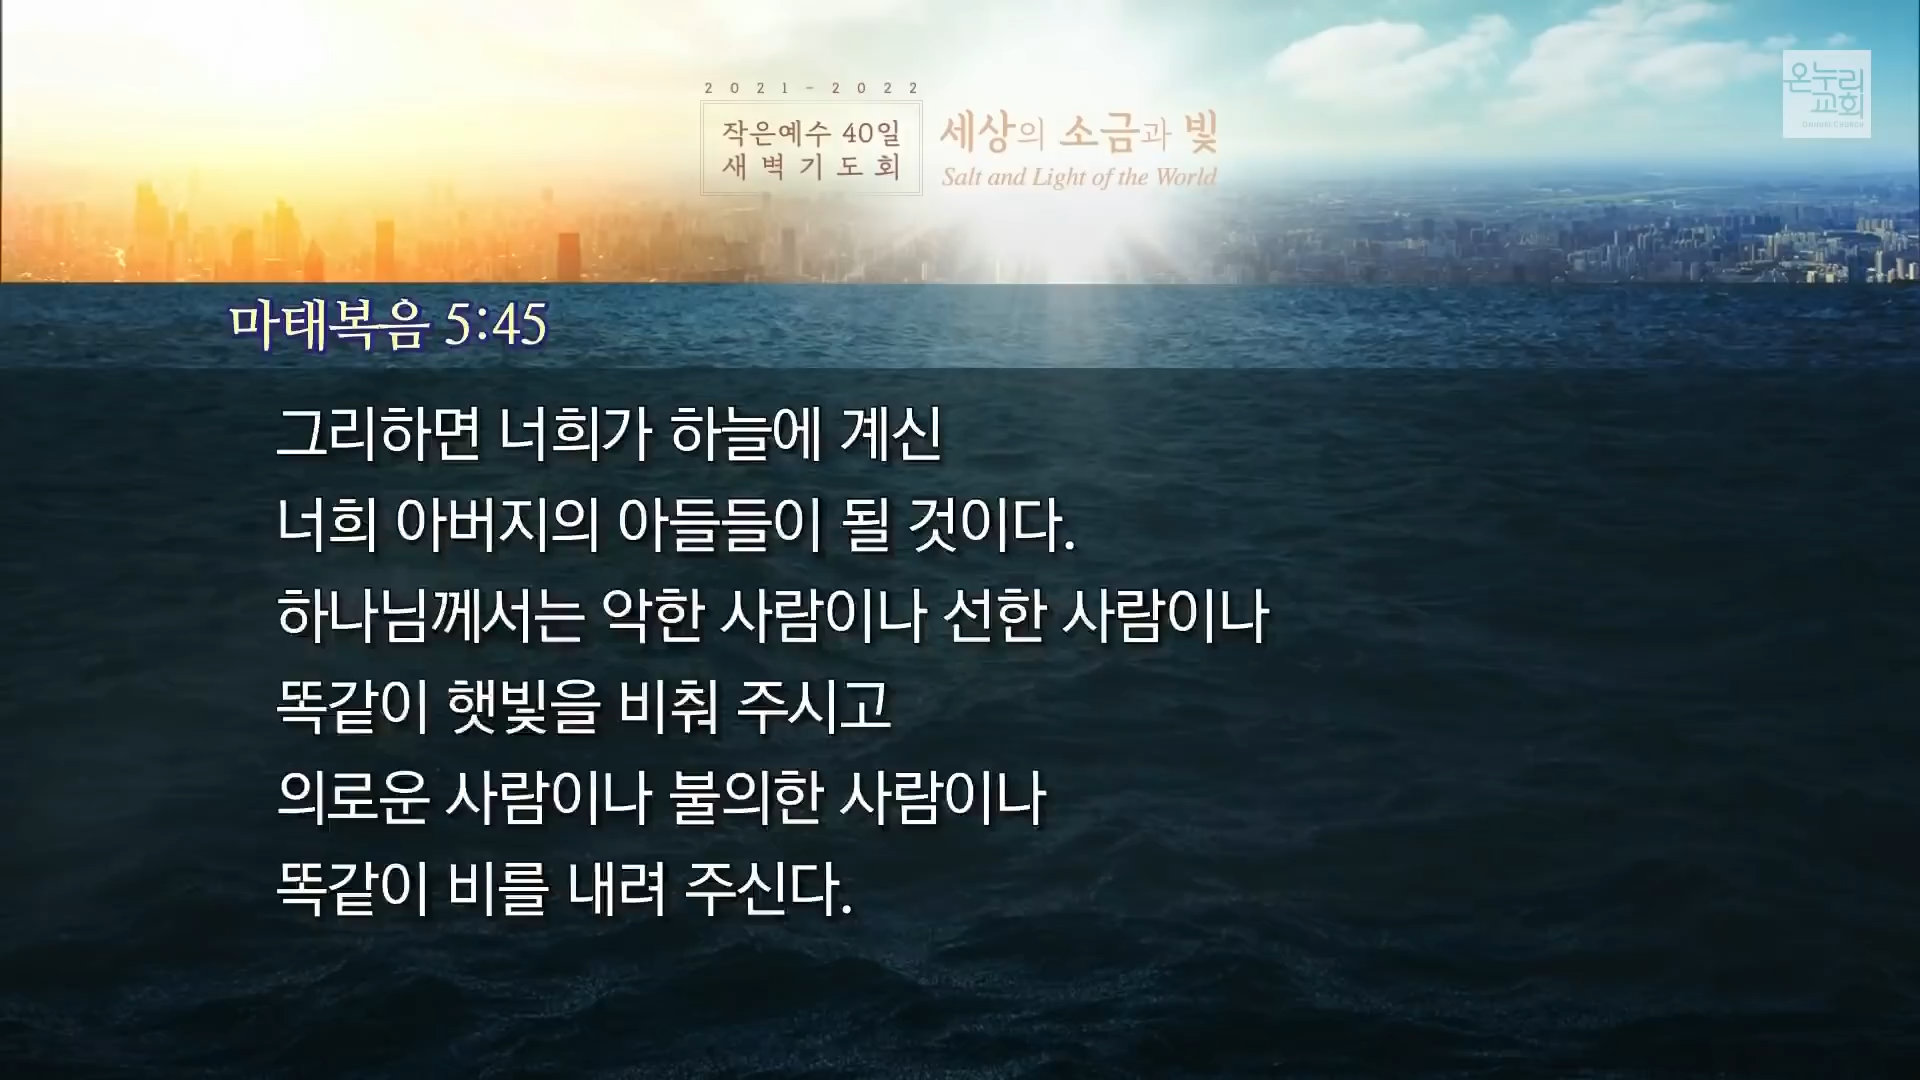 2021-2022
작은예수 40일
새벽기도회
세상의 소금과 빛
Salt and Light of the World
온누리
교회
ONNURI CHURCH
마태복음 5:45
그리하면 너희가 하늘에 계신
너희 아버지의 아들들이 될 것이다.
하나님께서는 악한 사람이나 선한 사람이나
똑같이 햇빛을 비춰 주시고
의로운 사람이나 불의한 사람이나
똑같이 비를 내려 주신다.